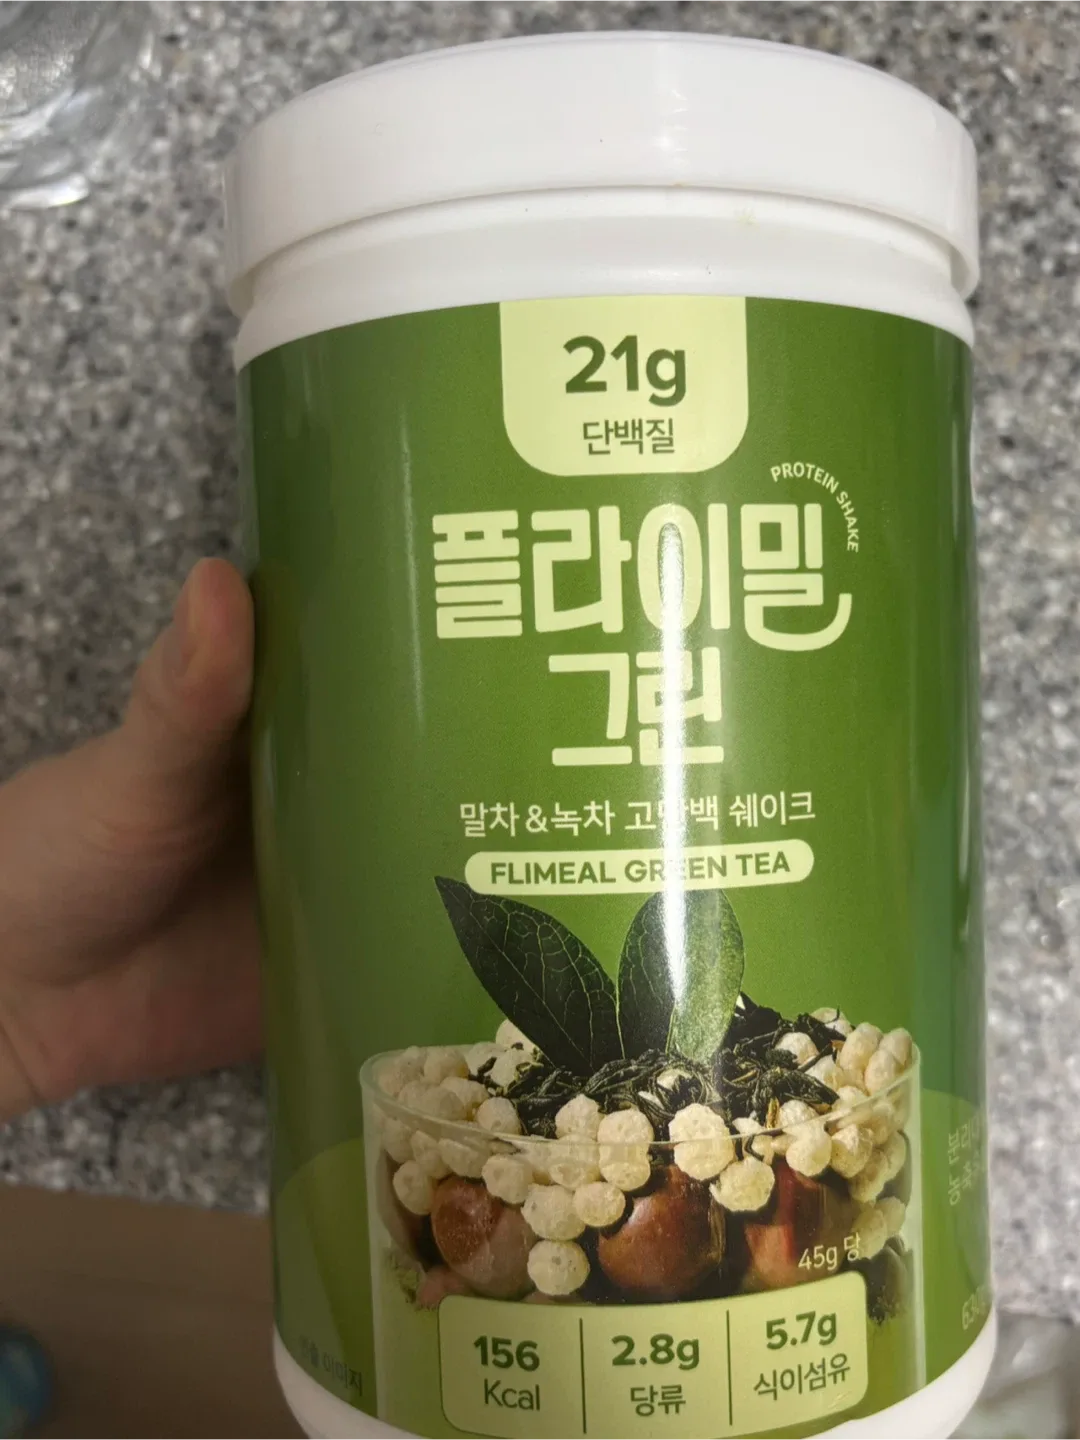 21g
단백질
PROTEIN SHAKE
플라이밀
그린
말차&녹차 고단백 쉐이크
FLIMEAL GREEN TEA
45g 당
156
Kcal
2.8g
당류
5.7g
식이섬유